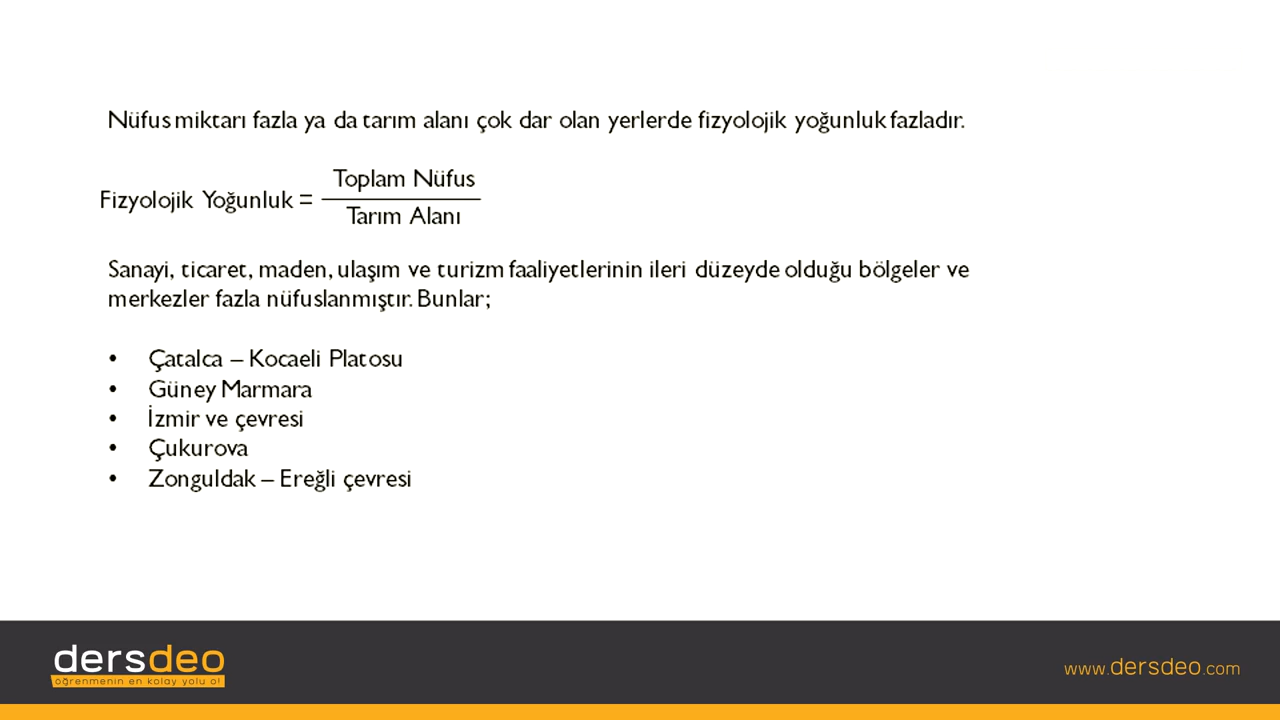 Nüfus miktarı fazla ya da tarım alanı çok dar olan yerlerde fizyolojik yoğunluk fazladır.
Fizyolojik Yoğunluk = Toplam Nüfus
Tarım Alanı
Sanayi, ticaret, maden, ulaşım ve turizm faaliyetlerinin ileri düzeyde olduğu bölgeler ve
merkezler fazla nüfuslanmıştır. Bunlar;
• Çatalca – Kocaeli Platosu
• Güney Marmara
• İzmir ve çevresi
• Çukurova
• Zonguldak – Ereğli çevresi
dersdeo
öğrenmenin en kolay yolu o!
www.dersdeo.com